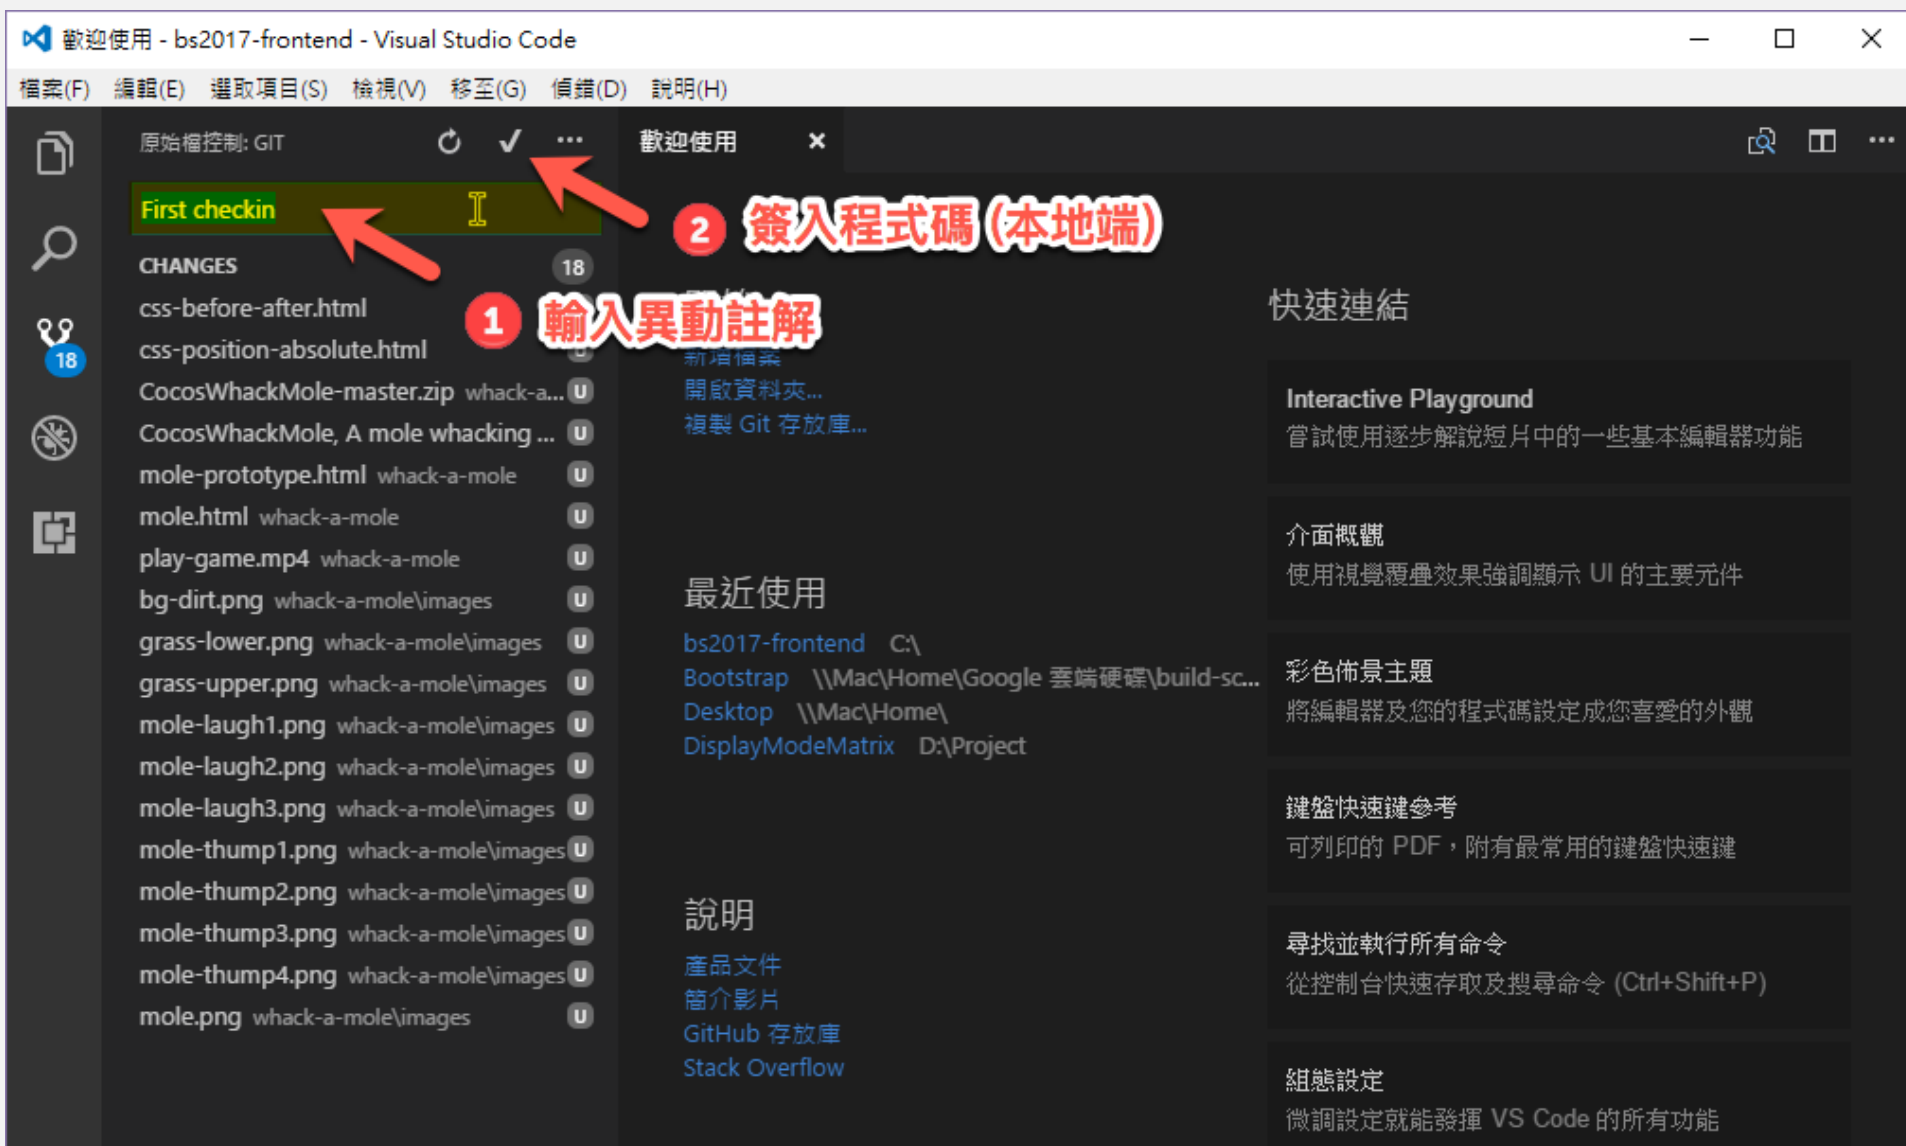 歡迎使用 - bs2017-frontend - Visual Studio Code
檔案(F) 編輯(E) 選取項目(S) 檢視(V) 移至(G) 偵錯(D) 說明(H)
原始檔控制: GIT
歡迎使用
First checkin
2 簽入程式碼 (本地端)
CHANGES 18
1 輸入異動註解
css-before-after.html
css-position-absolute.html
18
CocosWhackMole-master.zip whack-a... U
CocosWhackMole, A mole whacking ... U
mole-prototype.html whack-a-mole U
mole.html whack-a-mole U
play-game.mp4 whack-a-mole U
bg-dirt.png whack-a-mole\images U
grass-lower.png whack-a-mole\images U
grass-upper.png whack-a-mole\images U
mole-laugh1.png whack-a-mole\images U
mole-laugh2.png whack-a-mole\images U
mole-laugh3.png whack-a-mole\images U
mole-thump1.png whack-a-mole\images U
mole-thump2.png whack-a-mole\images U
mole-thump3.png whack-a-mole\images U
mole-thump4.png whack-a-mole\images U
mole.png whack-a-mole\images U
新增檔案
開啟資料夾...
複製 Git 存放庫...
最近使用
bs2017-frontend C:\
Bootstrap \\Mac\Home\Google 雲端硬碟\build-sc...
Desktop \\Mac\Home\
DisplayModeMatrix D:\Project
說明
產品文件
簡介影片
GitHub 存放庫
Stack Overflow
快速連結
Interactive Playground
嘗試使用逐步解說短片中的一些基本編輯器功能
介面概觀
使用視覺覆疊效果強調顯示 UI 的主要元件
彩色佈景主題
將編輯器及您的程式碼設定成您喜愛的外觀
鍵盤快速鍵參考
可列印的 PDF，附有最常用的鍵盤快速鍵
尋找並執行所有命令
從控制台快速存取及搜尋命令 (Ctrl+Shift+P)
組態設定
微調設定就能發揮 VS Code 的所有功能